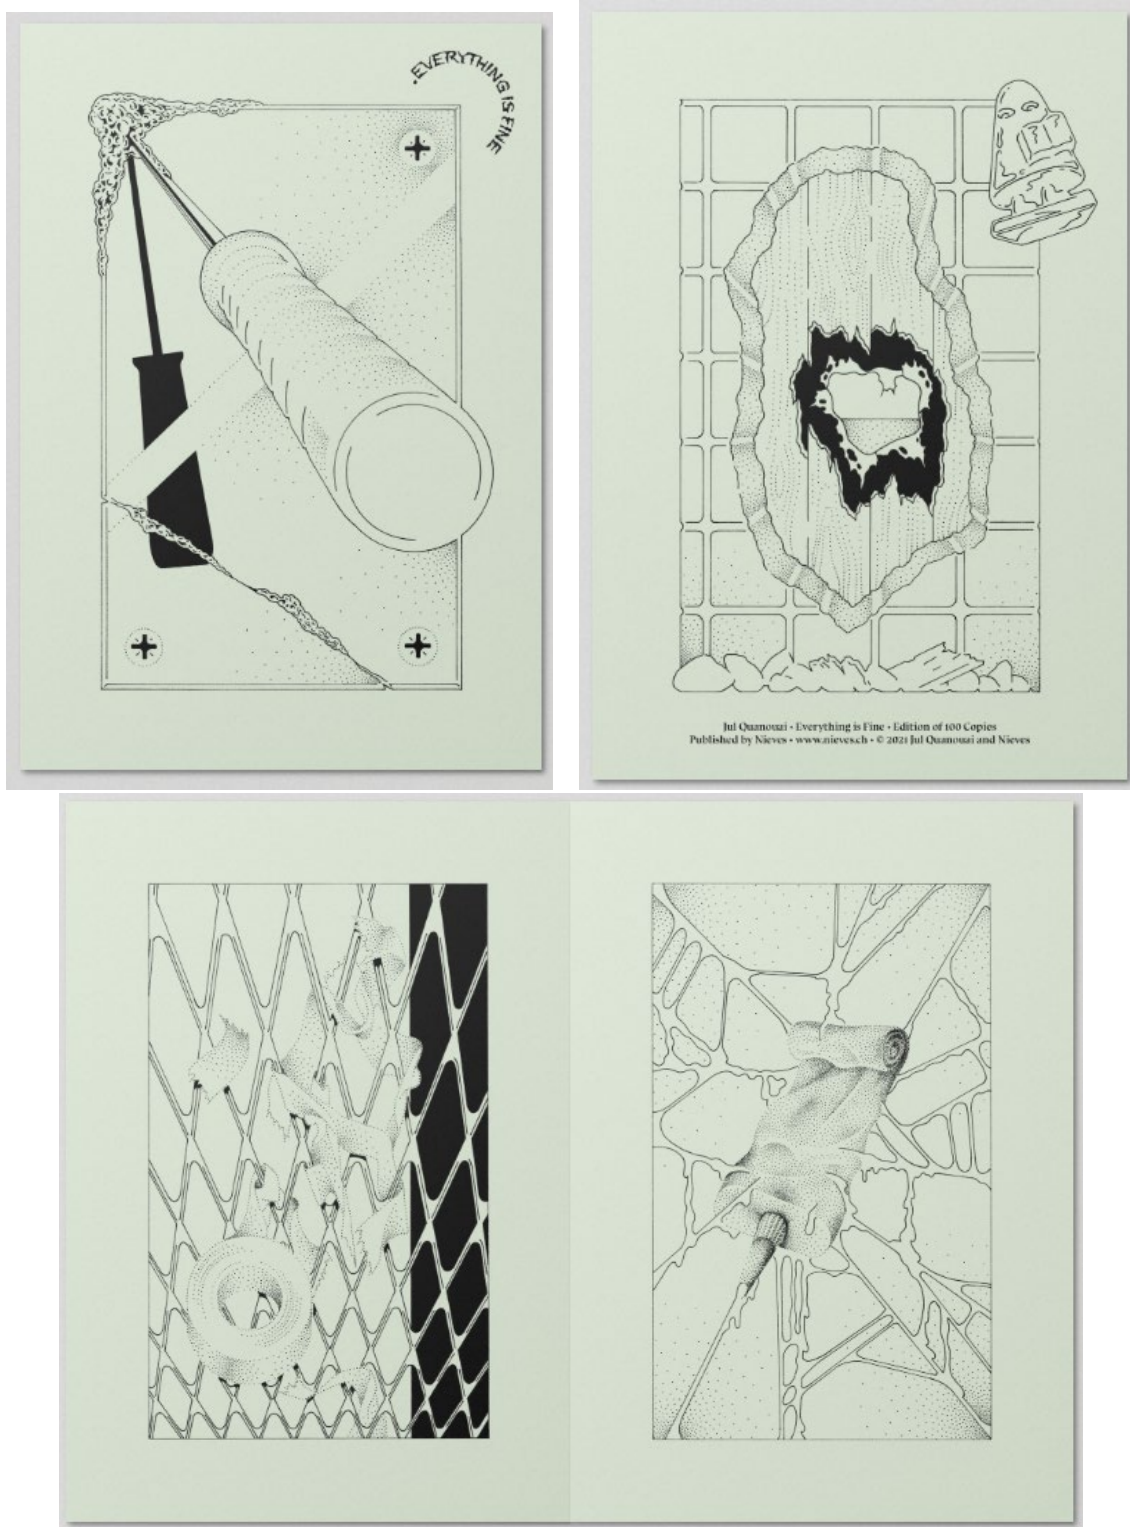 .EVERYTHING IS FINE
Jul Quanouai • Everything is Fine • Edition of 100 Copies
Published by Nieves • www.nieves.ch • © 2021 Jul Quanouai and Nieves